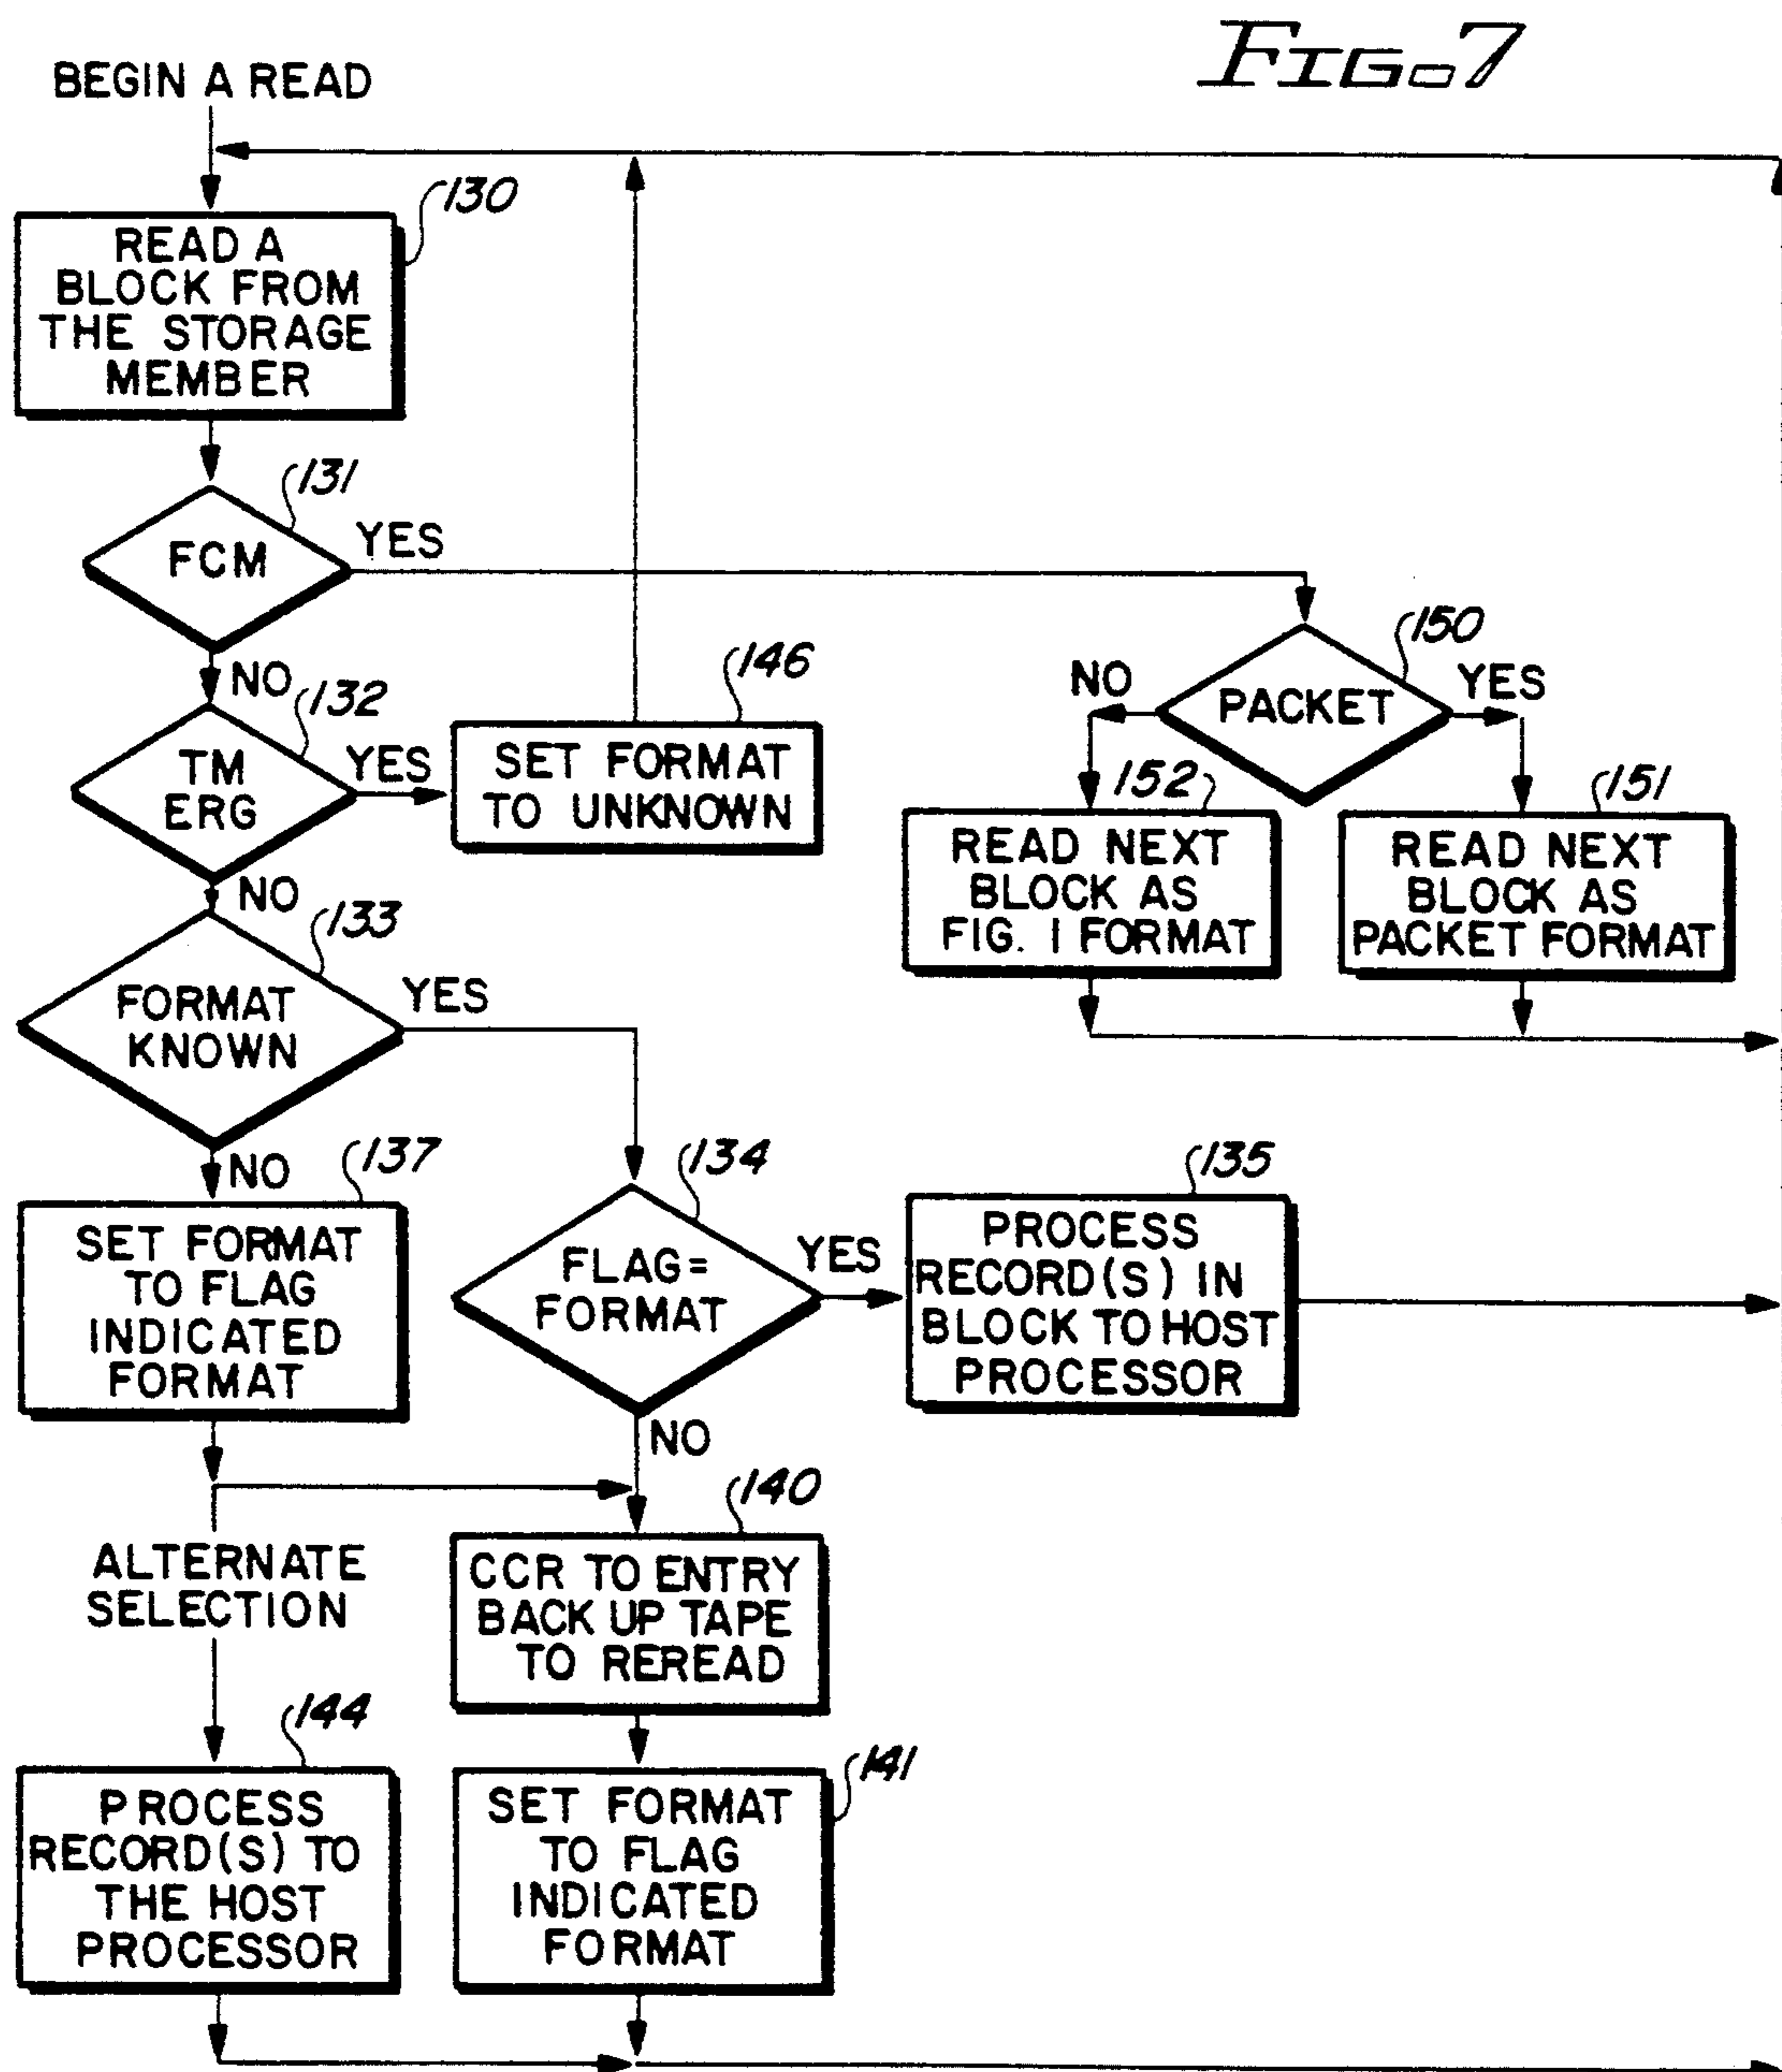 FIG. 7
BEGIN A READ
130
READ A
BLOCK FROM
THE STORAGE
MEMBER
131
FCM
YES
NO
132
TM
ERG
YES
146
SET FORMAT
TO UNKNOWN
150
PACKET
NO
YES
152
READ NEXT
BLOCK AS
FIG. 1 FORMAT
151
READ NEXT
BLOCK AS
PACKET FORMAT
NO
133
FORMAT
KNOWN
YES
NO
137
SET FORMAT
TO FLAG
INDICATED
FORMAT
134
FLAG=
FORMAT
YES
135
PROCESS
RECORD(S) IN
BLOCK TO HOST
PROCESSOR
NO
140
CCR TO ENTRY
BACK UP TAPE
TO REREAD
ALTERNATE
SELECTION
144
PROCESS
RECORD(S) TO
THE HOST
PROCESSOR
141
SET FORMAT
TO FLAG
INDICATED
FORMAT